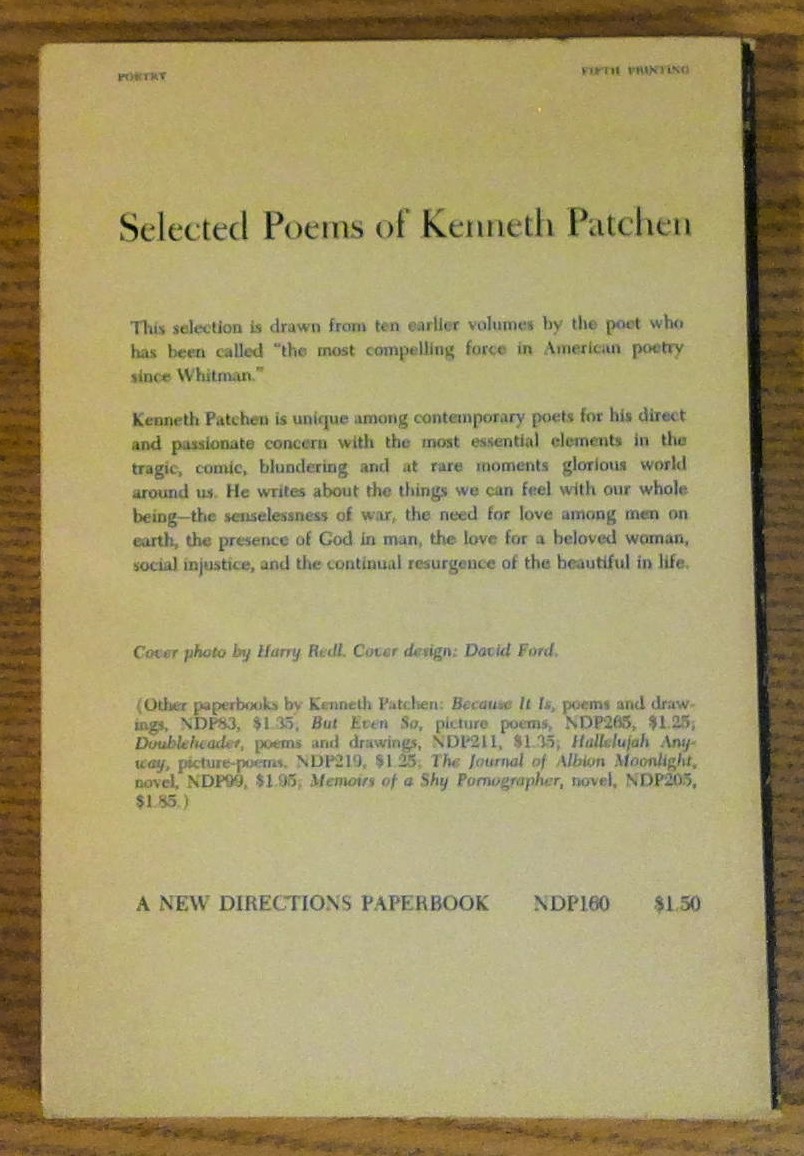 POETRY
FIFTH PRINTING
Selected Poems of Kenneth Patchen
This selection is drawn from ten earlier volumes by the poet who
has been called "the most compelling force in American poetry
since Whitman."
Kenneth Patchen is unique among contemporary poets for his direct
and passionate concern with the most essential elements in the
tragic, comic, blundering and at rare moments glorious world
around us. He writes about the things we can feel with our whole
being—the senselessness of war, the need for love among men on
earth, the presence of God in man, the love for a beloved woman,
social injustice, and the continual resurgence of the beautiful in life.
Cover photo by Harry Redl. Cover design: David Ford.
(Other paperbooks by Kenneth Patchen: Because It Is, poems and draw-
ings, NDP83, $1.35; But Even So, picture poems, NDP265, $1.25;
Doubleheader, poems and drawings, NDP211, $1.35; Hallelujah Any-
way, picture-poems, NDP219, $1.25; The Journal of Albion Moonlight,
novel, NDP99, $1.95; Memoirs of a Shy Pornographer, novel, NDP205,
$1.85.)
A NEW DIRECTIONS PAPERBOOK NDP160 $1.50